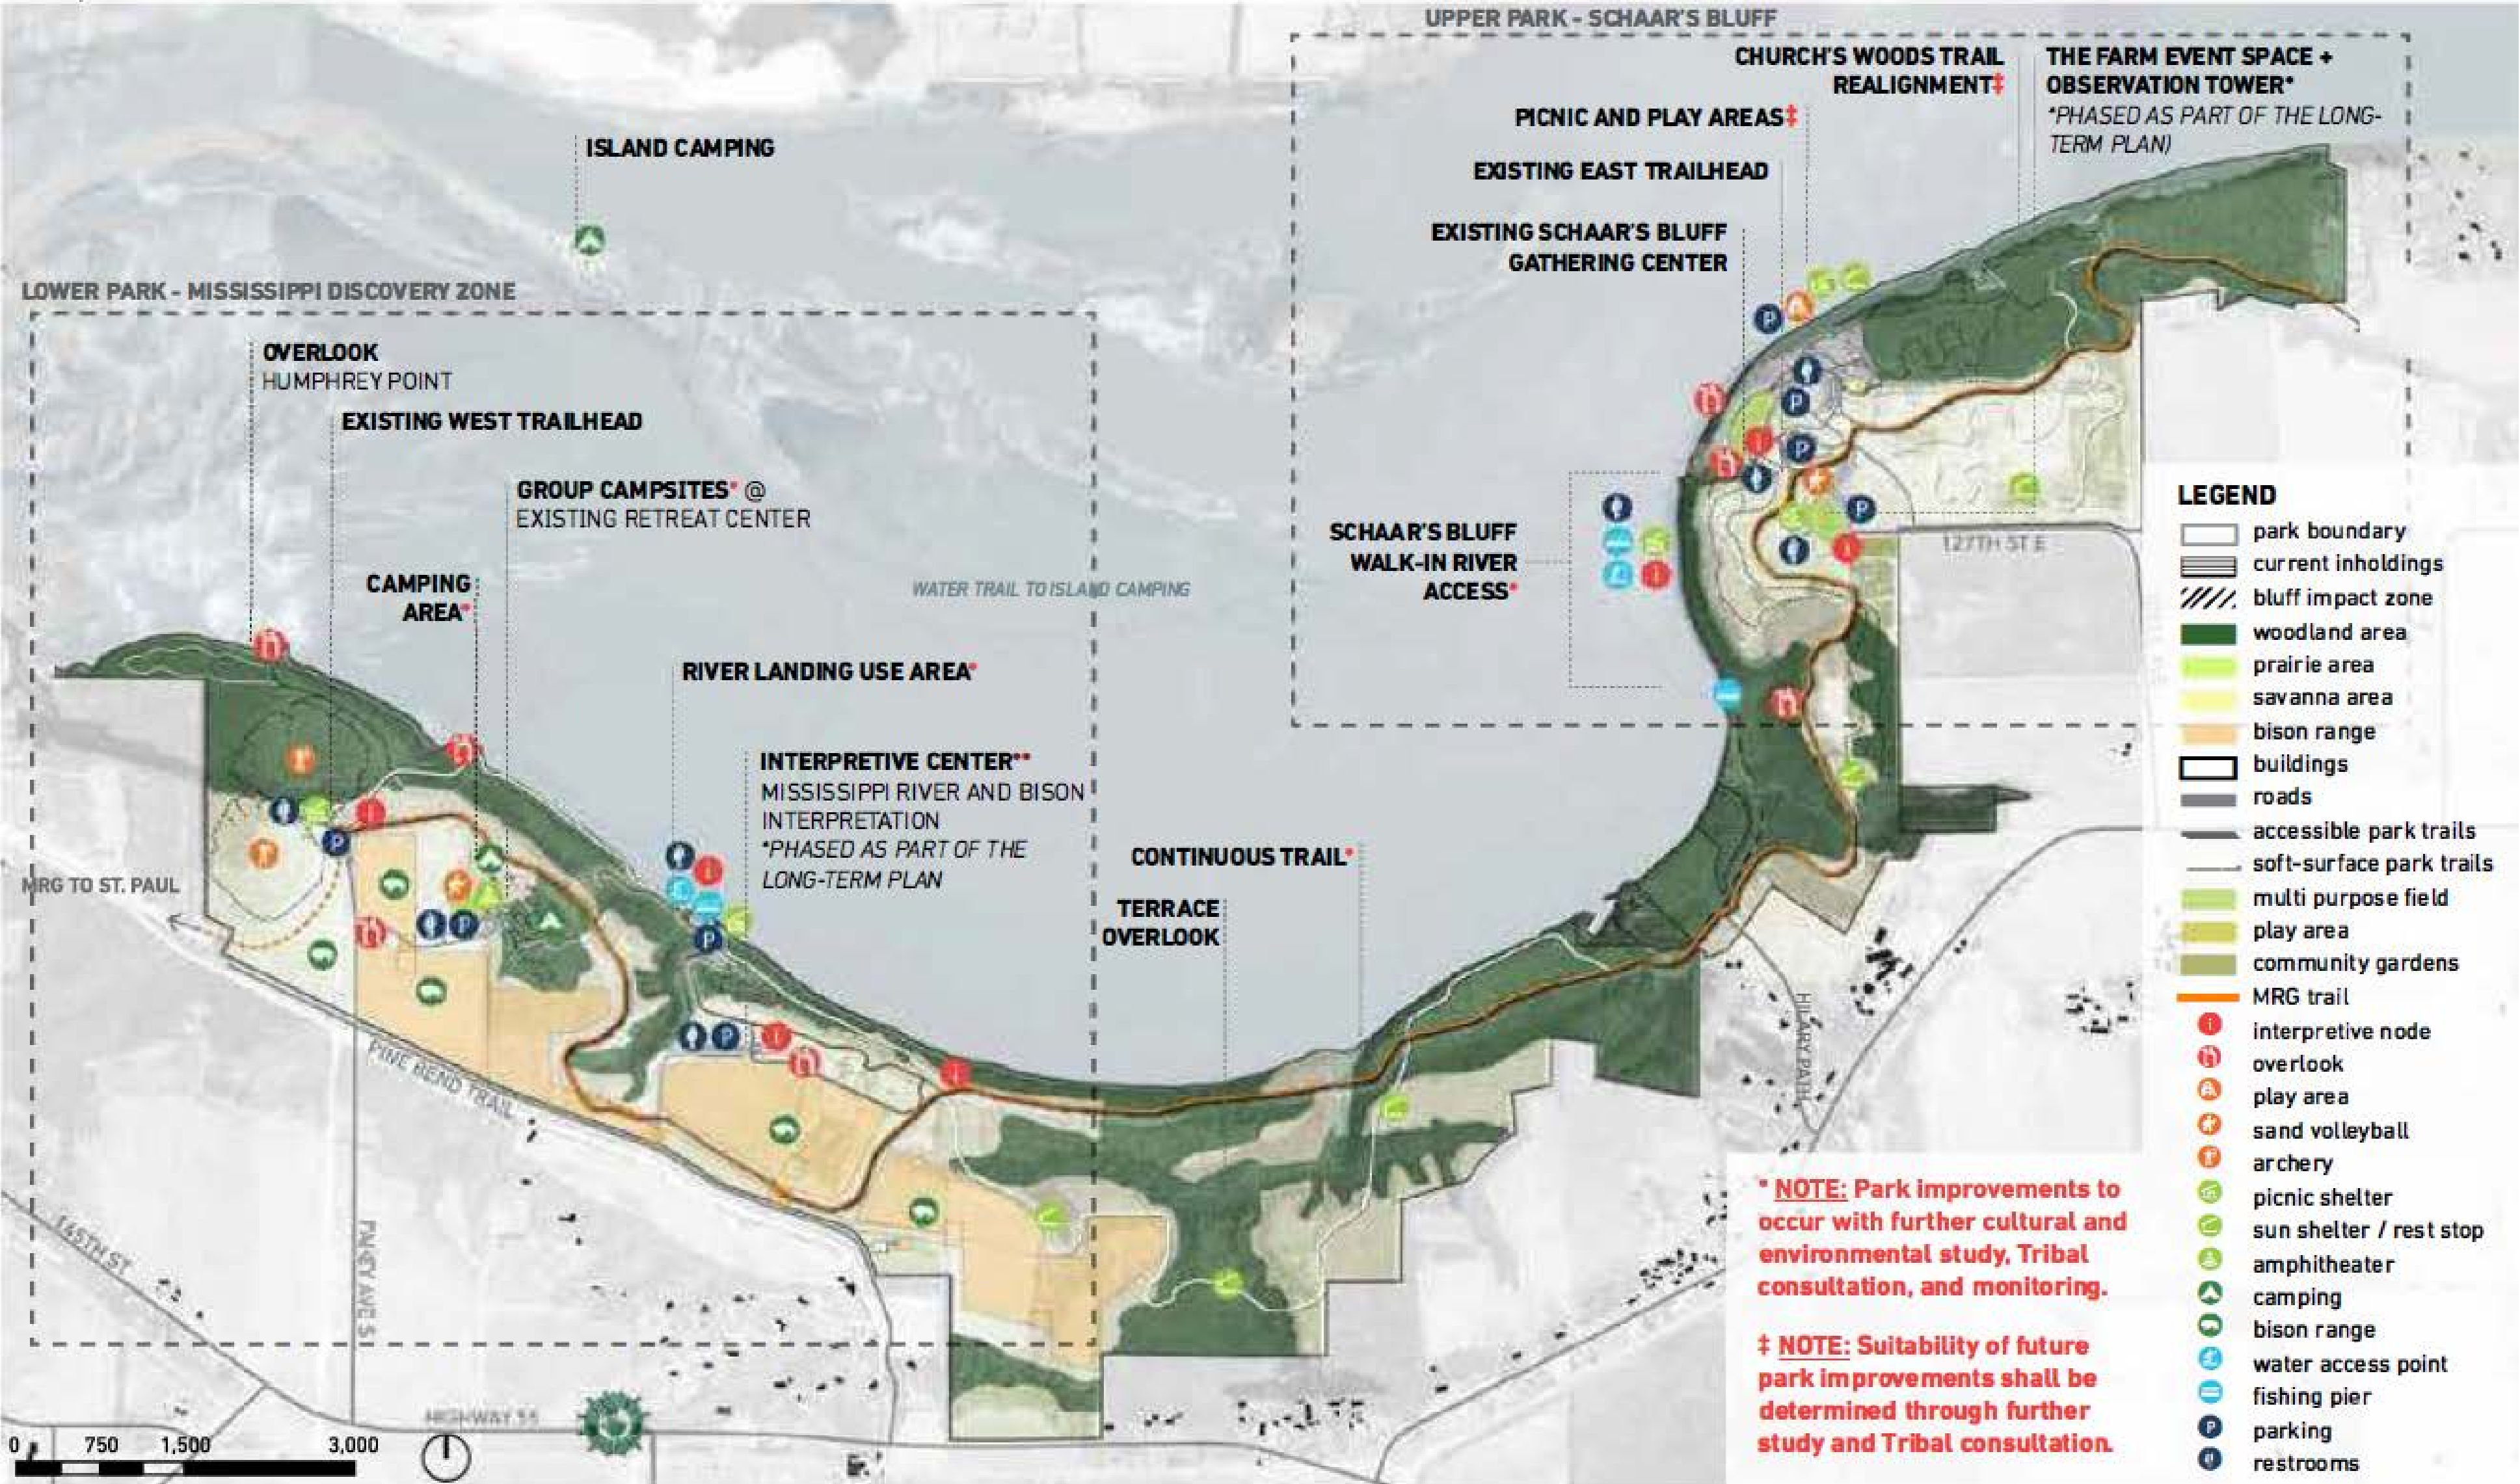 UPPER PARK - SCHAAR'S BLUFF
CHURCH'S WOODS TRAIL
REALIGNMENT‡
THE FARM EVENT SPACE +
OBSERVATION TOWER*
*PHASED AS PART OF THE LONG-
TERM PLAN)
PICNIC AND PLAY AREAS‡
EXISTING EAST TRAILHEAD
EXISTING SCHAAR'S BLUFF
GATHERING CENTER
SCHAAR'S BLUFF
WALK-IN RIVER
ACCESS*
127TH ST E
ISLAND CAMPING
LOWER PARK - MISSISSIPPI DISCOVERY ZONE
OVERLOOK
HUMPHREY POINT
EXISTING WEST TRAILHEAD
GROUP CAMPSITES* @
EXISTING RETREAT CENTER
CAMPING
AREA*
WATER TRAIL TO ISLAND CAMPING
RIVER LANDING USE AREA*
INTERPRETIVE CENTER**
MISSISSIPPI RIVER AND BISON
INTERPRETATION
*PHASED AS PART OF THE
LONG-TERM PLAN
MRG TO ST. PAUL
CONTINUOUS TRAIL*
TERRACE
OVERLOOK
PINE BEND TRAIL
HILARY PATH
145TH ST
HIGHWAY 55
0 750 1,500 3,000
* NOTE: Park improvements to
occur with further cultural and
environmental study, Tribal
consultation, and monitoring.
‡ NOTE: Suitability of future
park improvements shall be
determined through further
study and Tribal consultation.
LEGEND
park boundary
current inholdings
bluff impact zone
woodland area
prairie area
savanna area
bison range
buildings
roads
accessible park trails
soft-surface park trails
multi purpose field
play area
community gardens
MRG trail
interpretive node
overlook
play area
sand volleyball
archery
picnic shelter
sun shelter / rest stop
amphitheater
camping
bison range
water access point
fishing pier
parking
restrooms